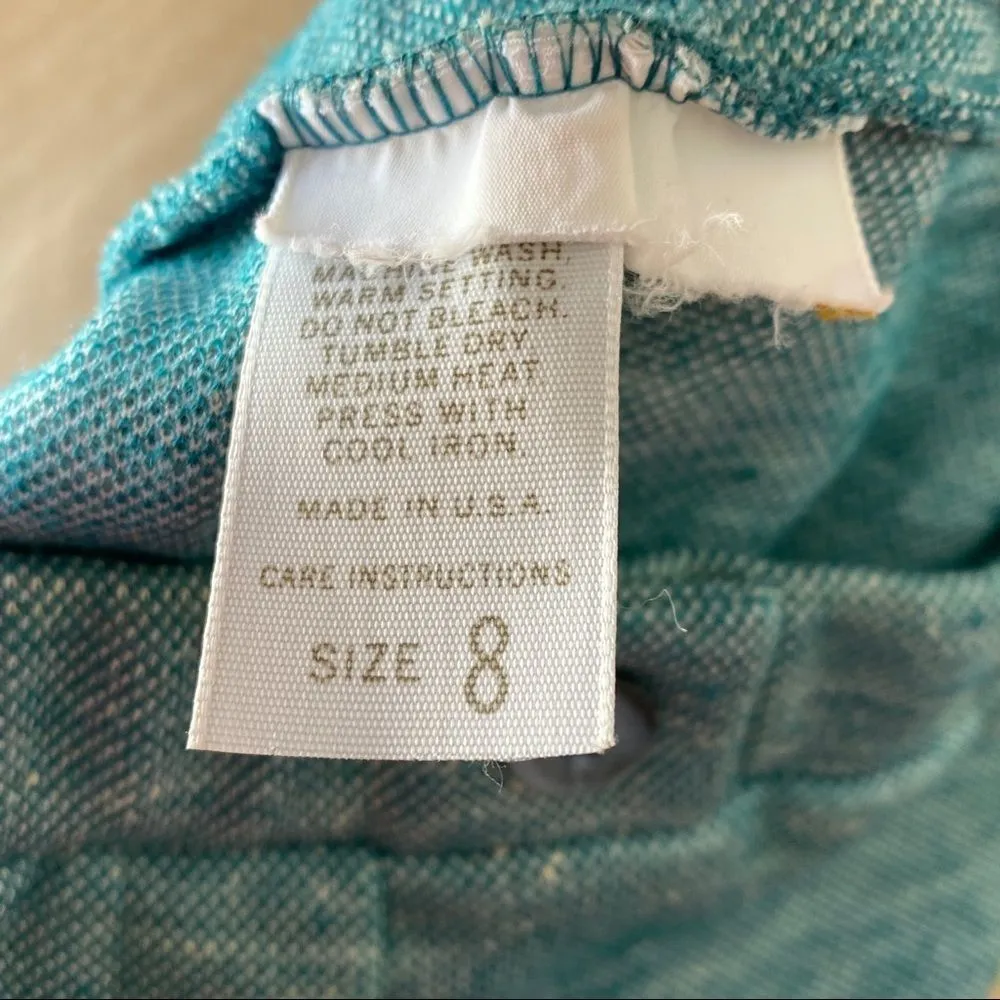 MACHINE WASH,
WARM SETTING.
DO NOT BLEACH.
TUMBLE DRY
MEDIUM HEAT.
PRESS WITH
COOL IRON.
MADE IN U.S.A.
CARE INSTRUCTIONS
SIZE 8